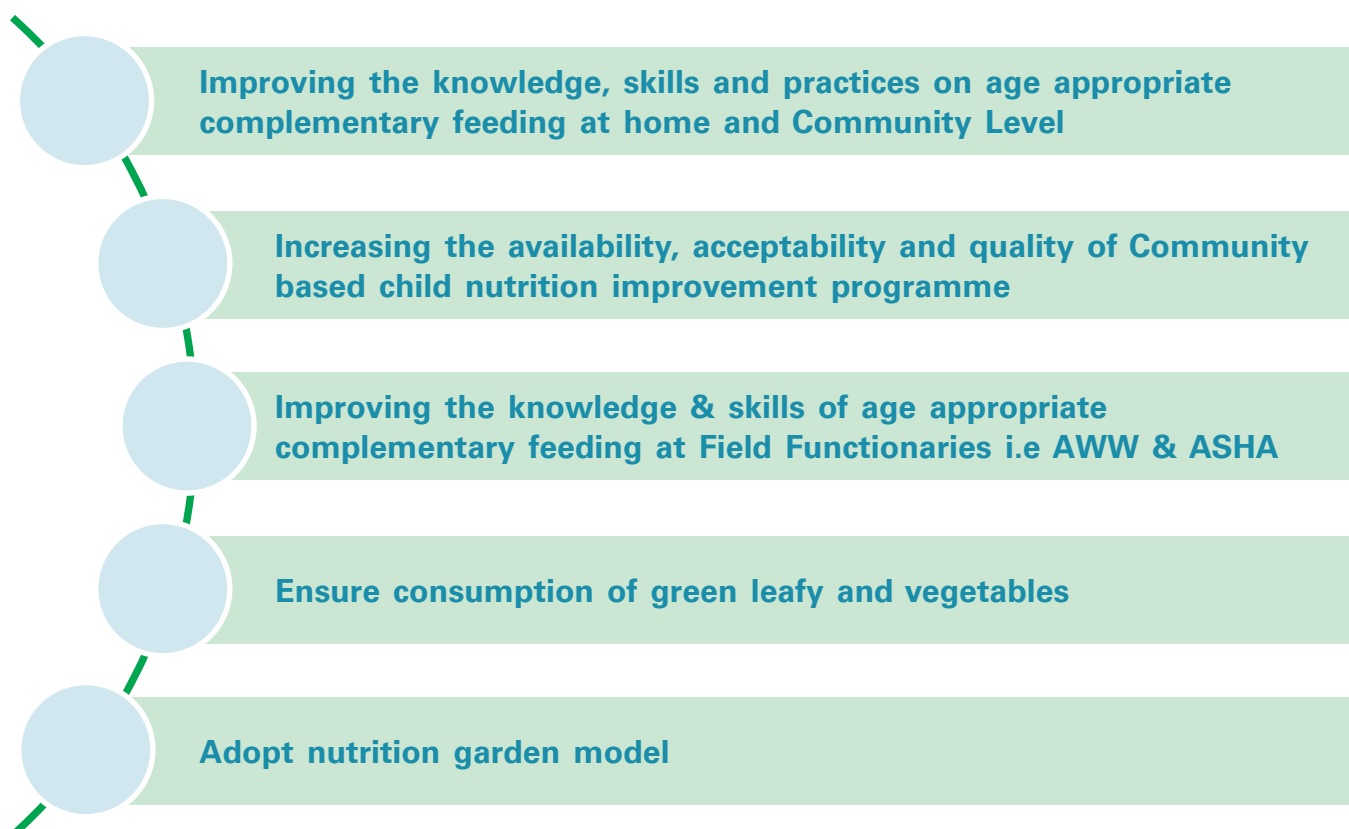 Improving the knowledge, skills and practices on age appropriate
complementary feeding at home and Community Level
Increasing the availability, acceptability and quality of Community
based child nutrition improvement programme
Improving the knowledge & skills of age appropriate
complementary feeding at Field Functionaries i.e AWW & ASHA
Ensure consumption of green leafy and vegetables
Adopt nutrition garden model